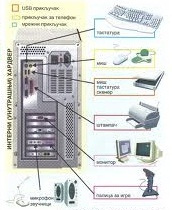 USB прикључак
прикључак за телефон
мрежни прикључак
тастатура
ИНТЕРНИ (УНУТРАШЊИ) ХАРДВЕР
миш
миш
тастатура
скенер
штампач
монитор
микрофон
звучнице
палица за игре